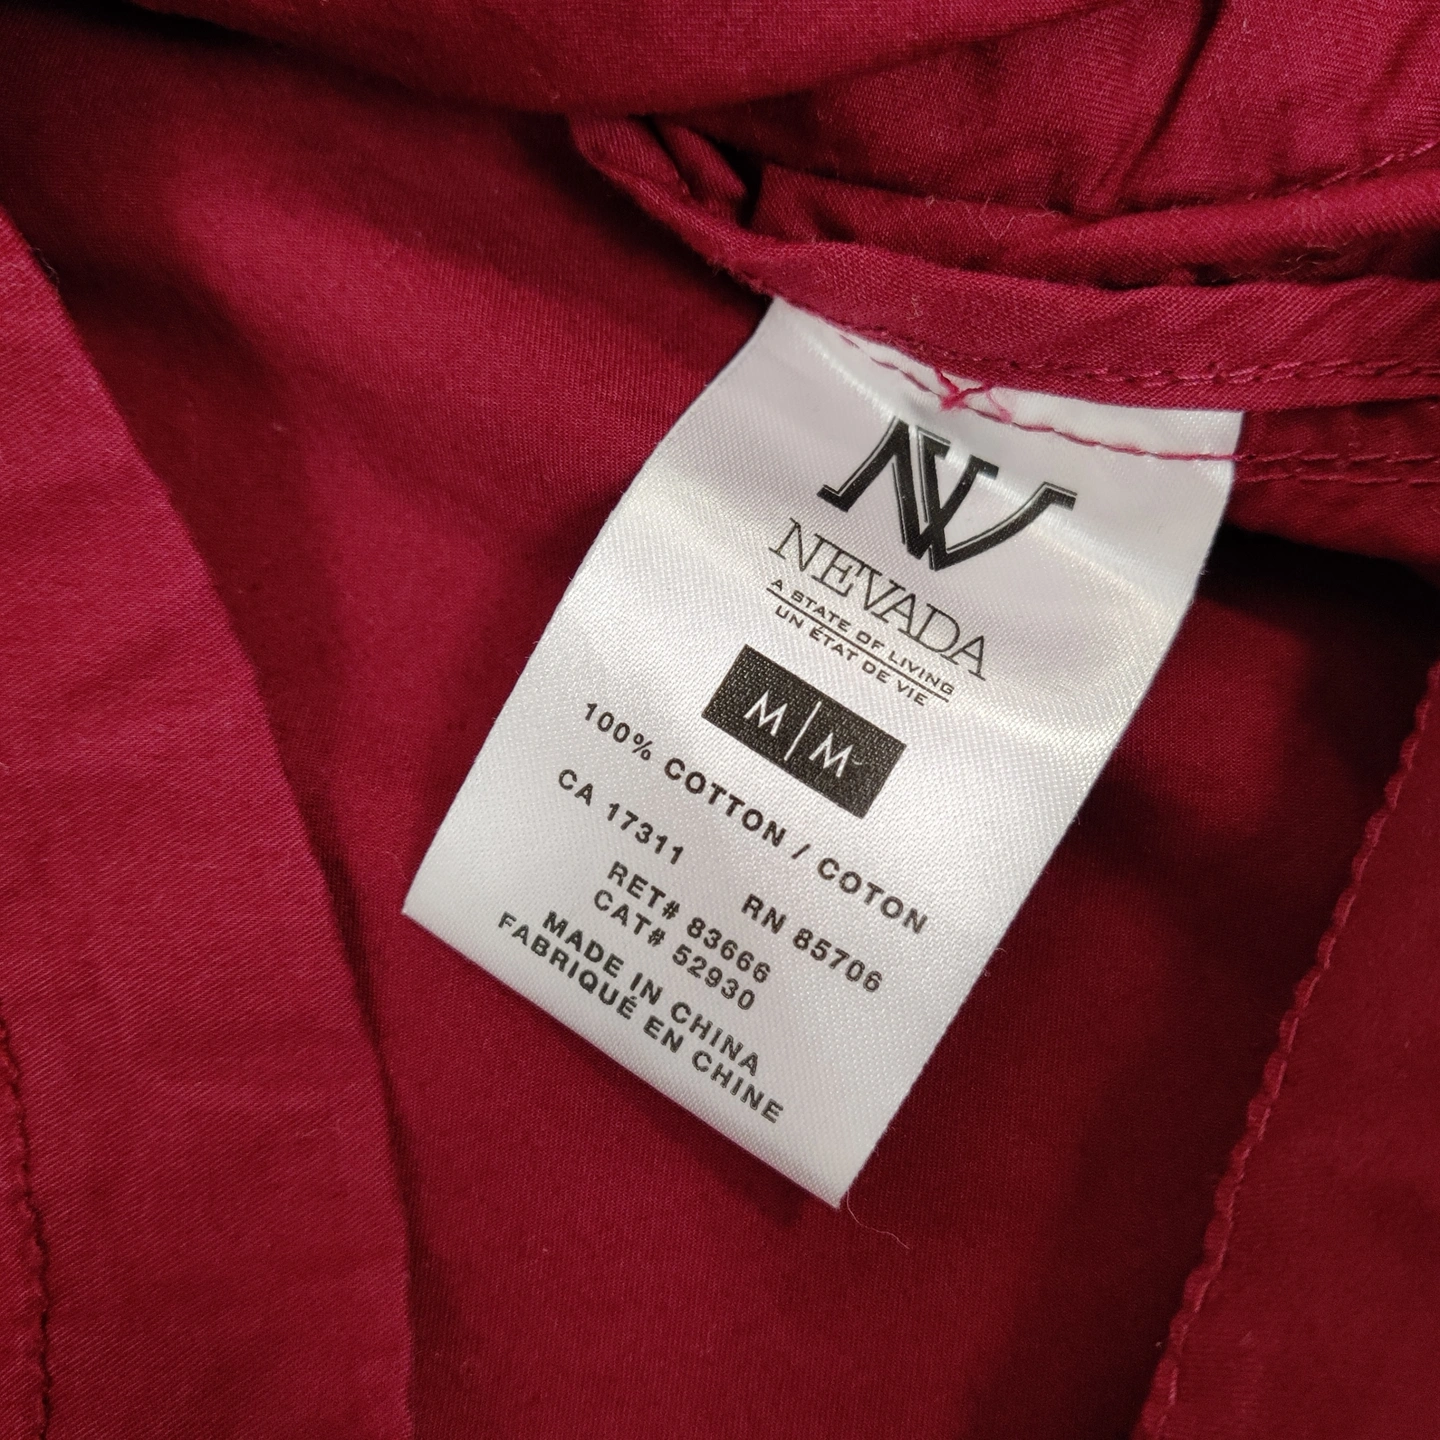 NV
NEVADA
A STATE OF LIVING
UN ÉTAT DE VIE
M | M
100% COTTON / COTON
CA 17311 RN 85706
RET# 83666
CAT# 52930
MADE IN CHINA
FABRIQUÉ EN CHINE